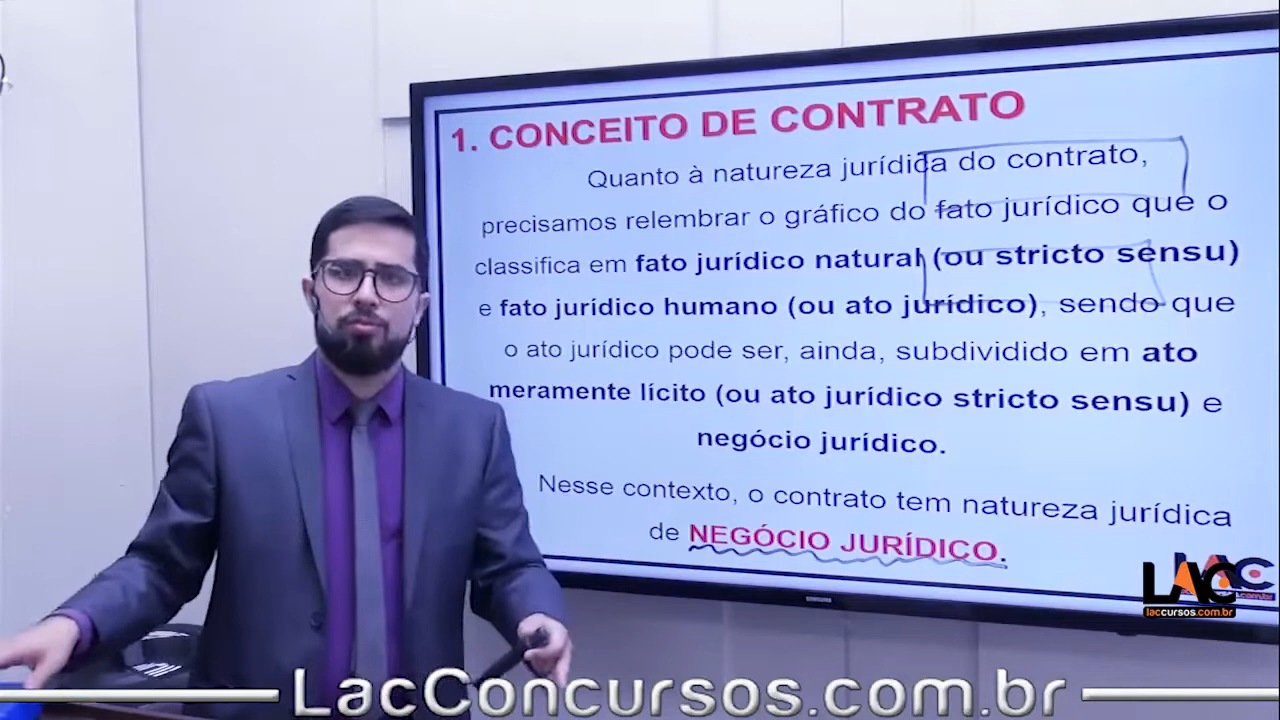 1. CONCEITO DE CONTRATO
Quanto à natureza jurídica do contrato,
precisamos relembrar o gráfico do fato jurídico que o
classifica em fato jurídico natural (ou stricto sensu)
e fato jurídico humano (ou ato jurídico), sendo que
o ato jurídico pode ser, ainda, subdividido em ato
meramente lícito (ou ato jurídico stricto sensu) e
negócio jurídico.
Nesse contexto, o contrato tem natureza jurídica
de NEGÓCIO JURÍDICO.
LAC
laccursos.com.br
LacConcursos.com.br